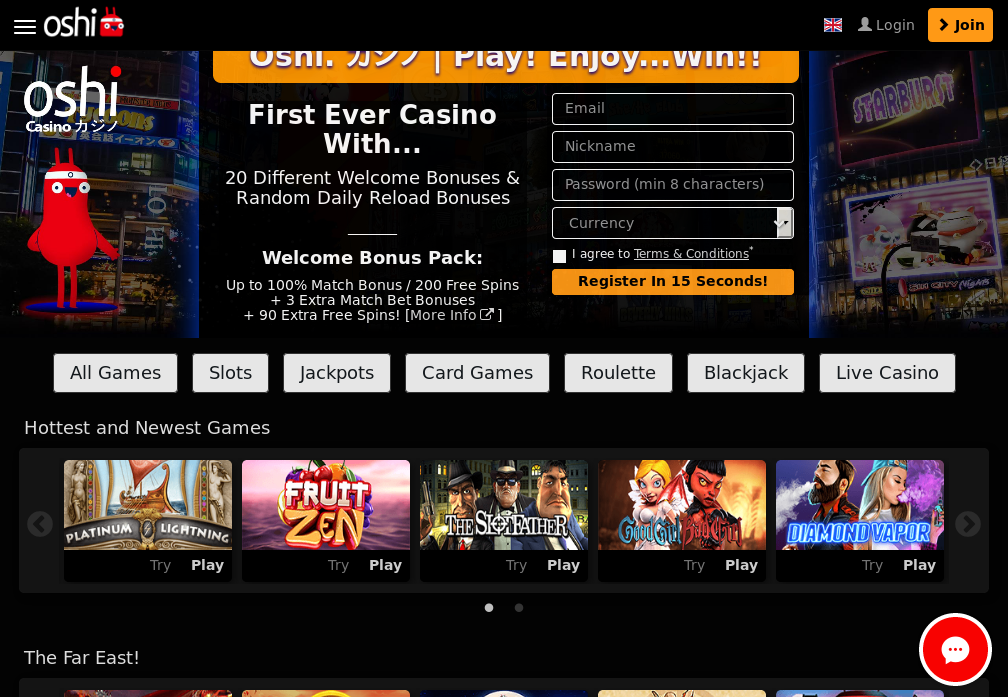 oshi
Login
Join
Oshi. カジノ | Play! Enjoy...Win!!
oshi
Casino カジノ
STARBURST
First Ever Casino
With...
20 Different Welcome Bonuses &
Random Daily Reload Bonuses
Welcome Bonus Pack:
Up to 100% Match Bonus / 200 Free Spins
+ 3 Extra Match Bet Bonuses
+ 90 Extra Free Spins! [More Info ]
Email
Nickname
Password (min 8 characters)
Currency
I agree to Terms & Conditions*
Register In 15 Seconds!
All Games
Slots
Jackpots
Card Games
Roulette
Blackjack
Live Casino
Hottest and Newest Games
PLATINUM LIGHTNING
FRUIT
ZEN
THE SLOTFATHER
GoodGirl BadGirl
DIAMOND VAPOR
Try Play
Try Play
Try Play
Try Play
Try Play
The Far East!